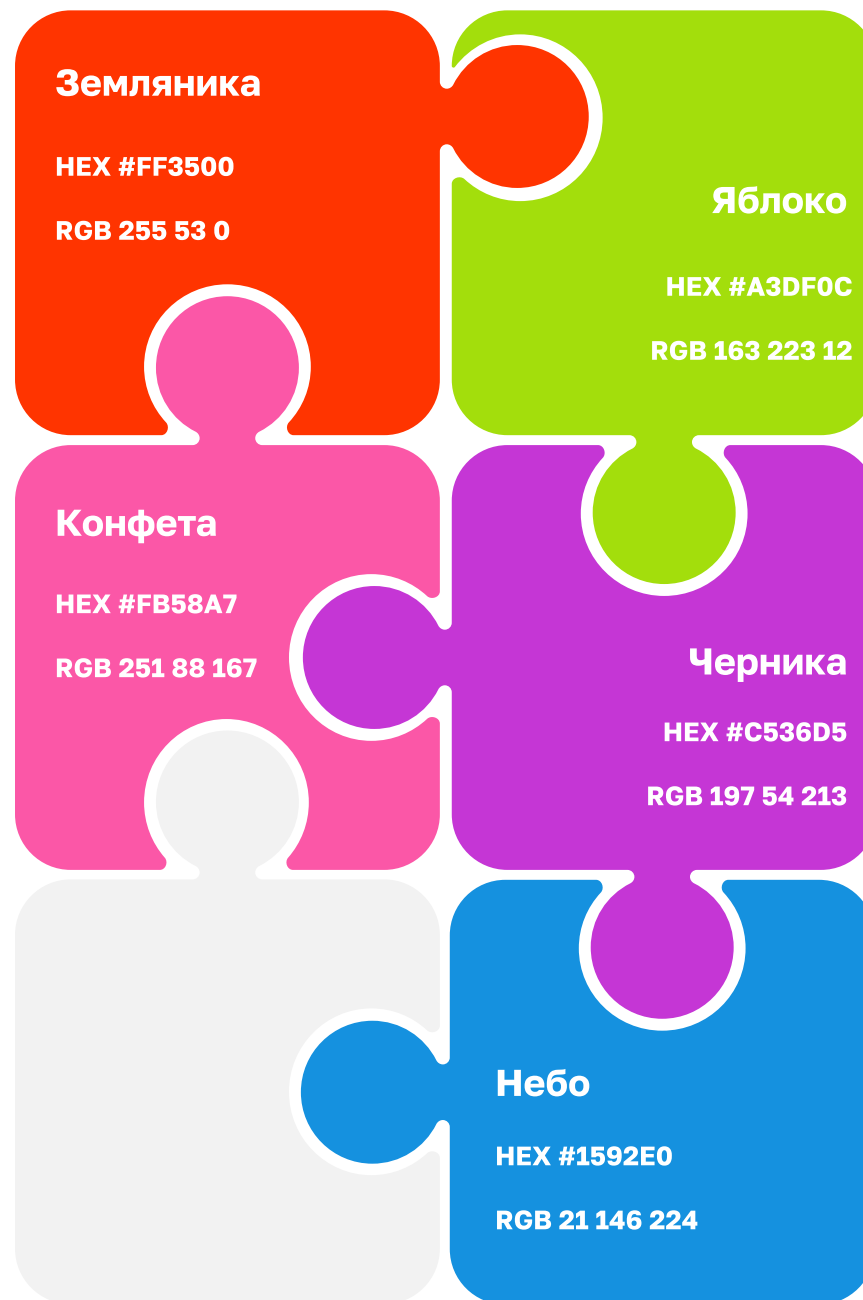 Земляника
HEX #FF3500
RGB 255 53 0
Яблоко
HEX #A3DF0C
RGB 163 223 12
Конфета
HEX #FB58A7
RGB 251 88 167
Черника
HEX #C536D5
RGB 197 54 213
Небо
HEX #1592E0
RGB 21 146 224